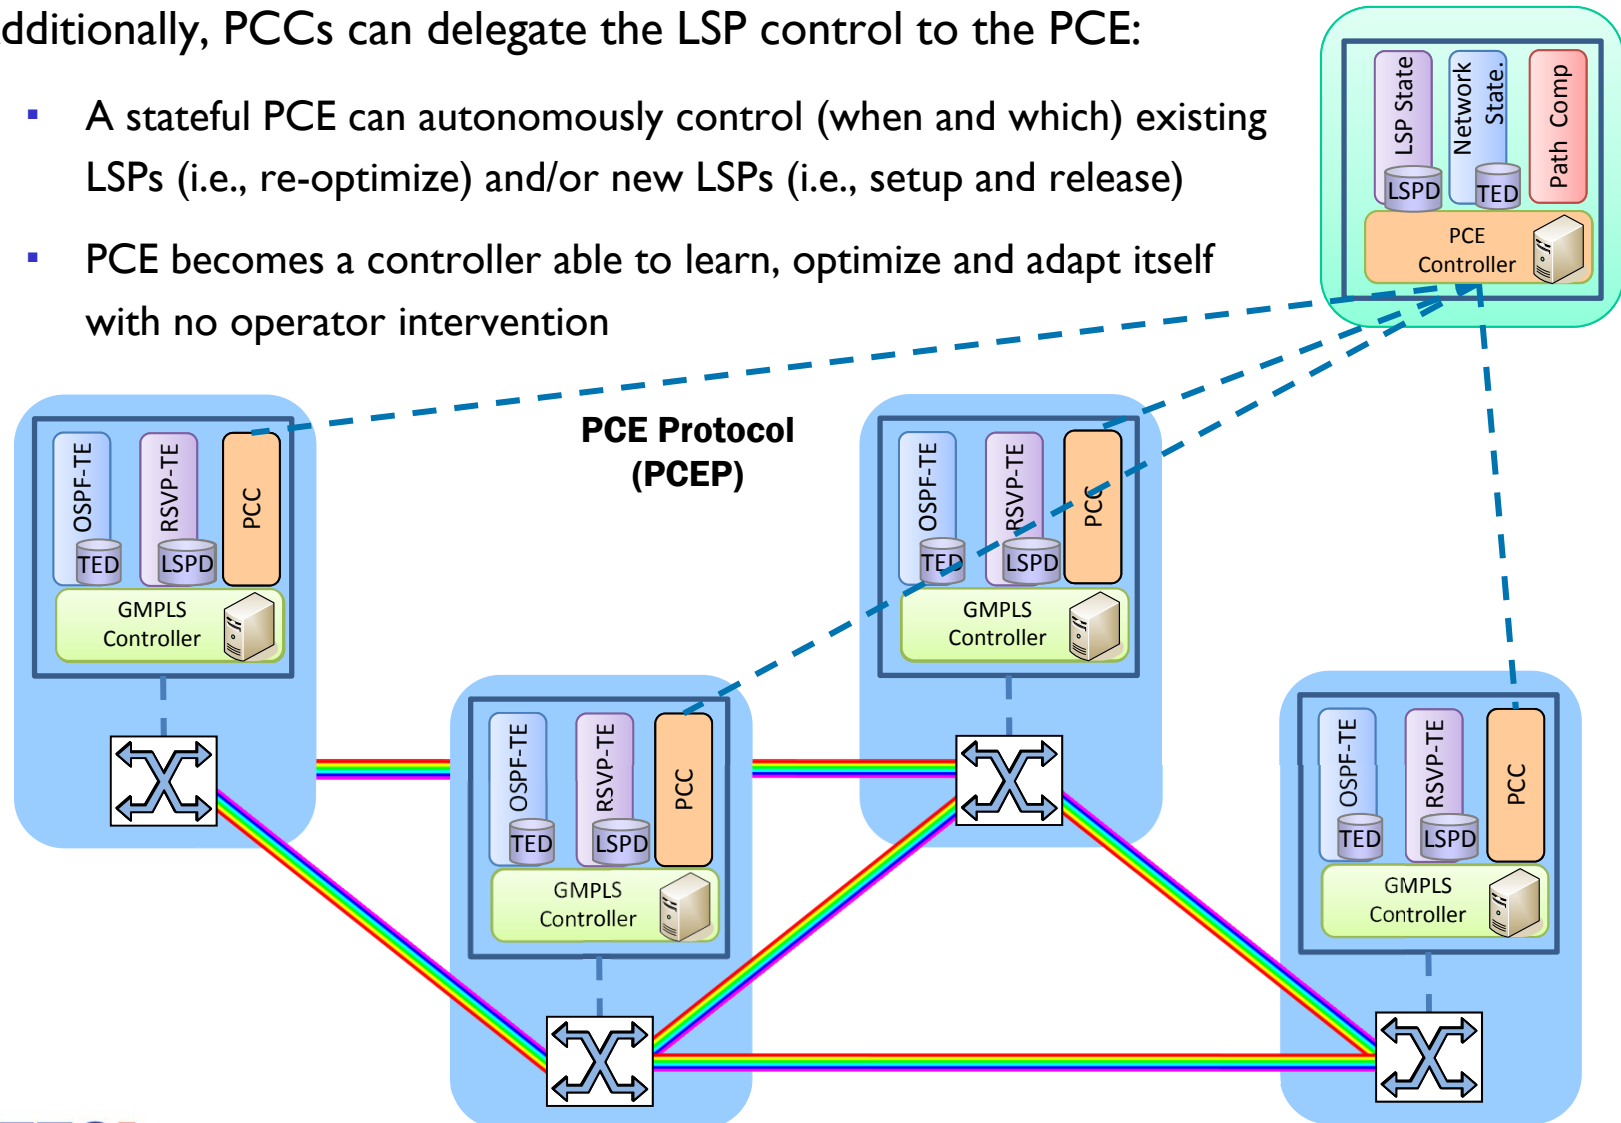 dditionally, PCCs can delegate the LSP control to the PCE:
▪ A stateful PCE can autonomously control (when and which) existing
LSPs (i.e., re-optimize) and/or new LSPs (i.e., setup and release)
▪ PCE becomes a controller able to learn, optimize and adapt itself
with no operator intervention
LSP State
LSPD
Network
State.
TED
Path Comp
PCE
Controller
PCE Protocol
(PCEP)
OSPF-TE
TED
RSVP-TE
LSPD
PCC
GMPLS
Controller
OSPF-TE
TED
RSVP-TE
LSPD
PCC
GMPLS
Controller
OSPF-TE
TED
RSVP-TE
LSPD
PCC
GMPLS
Controller
OSPF-TE
TED
RSVP-TE
LSPD
PCC
GMPLS
Controller